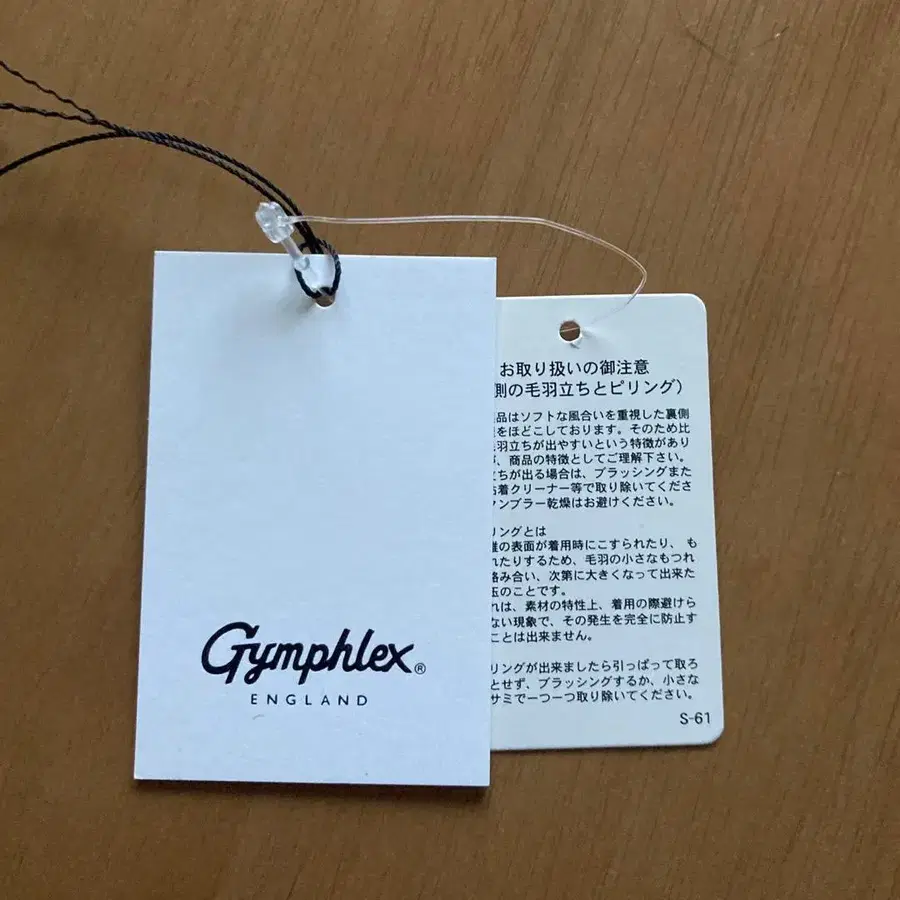 Gymphlex®
ENGLAND
お取り扱いの御注意
側の毛羽立ちとピリング）
品はソフトな風合いを重視した裏側
をほどこしております。そのため比
羽立ちが出やすいという特徴があり
が、商品の特徴としてご理解下さい。
立ちが出る場合は、ブラッシングまた
粘着クリーナー等で取り除いてくださ
タンブラー乾燥はお避けください。
リングとは
維の表面が着用時にこすられたり、も
れたりするため、毛羽の小さなもつれ
絡み合い、次第に大きくなって出来た
玉のことです。
れは、素材の特性上、着用の際避けら
ない現象で、その発生を完全に防止す
ことは出来ません。
リングが出来ましたら引っぱって取ろ
とせず、ブラッシングするか、小さな
サミで一つ一つ取り除いてください。
S-61